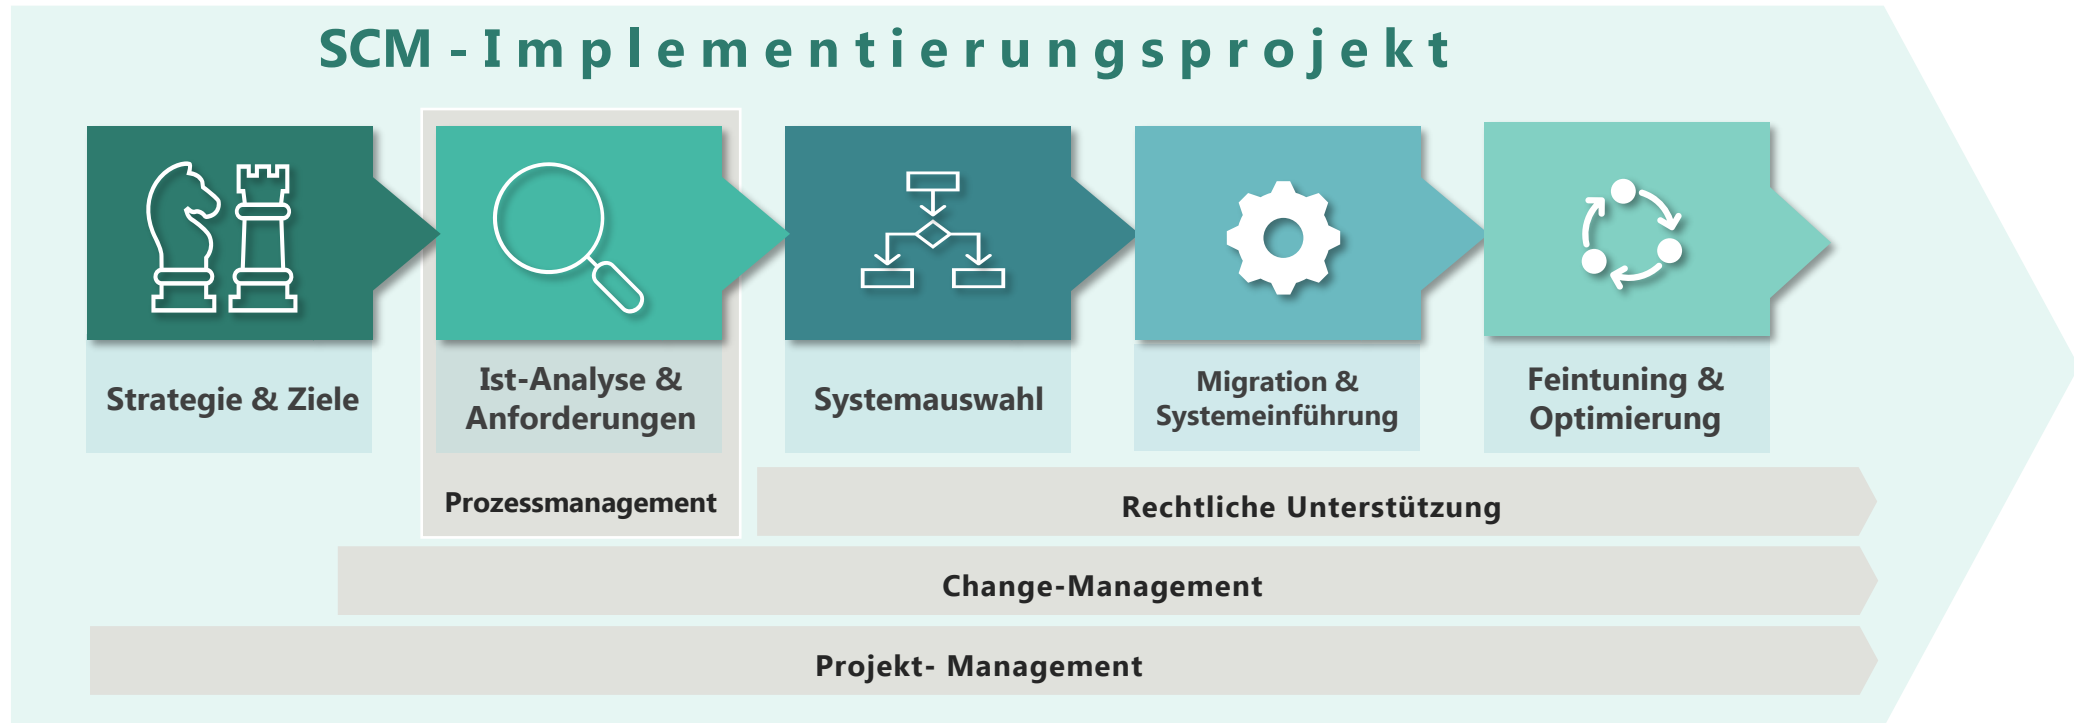 SCM - Implementierungsprojekt
Strategie & Ziele
Ist-Analyse &
Anforderungen
Systemauswahl
Migration &
Systemeinführung
Feintuning &
Optimierung
Prozessmanagement
Rechtliche Unterstützung
Change-Management
Projekt- Management